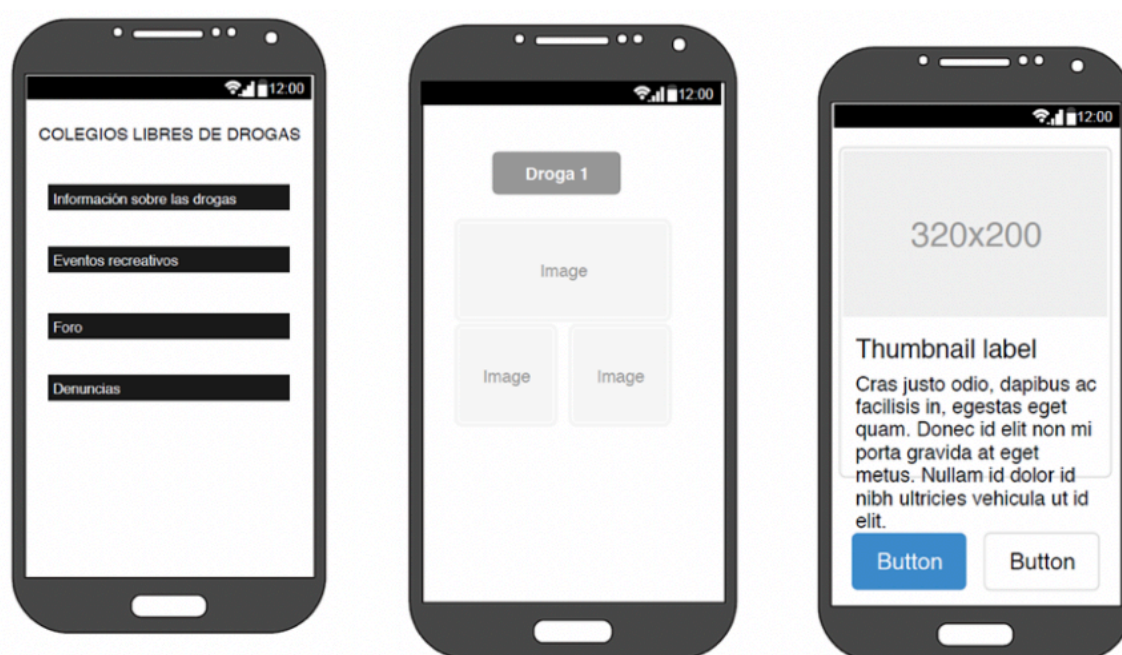 12:00
COLEGIOS LIBRES DE DROGAS
Información sobre las drogas
Eventos recreativos
Foro
Denuncias
12:00
Droga 1
Image
Image
Image
12:00
320x200
Thumbnail label
Cras justo odio, dapibus ac
facilisis in, egestas eget
quam. Donec id elit non mi
porta gravida at eget
metus. Nullam id dolor id
nibh ultricies vehicula ut id
elit.
Button
Button